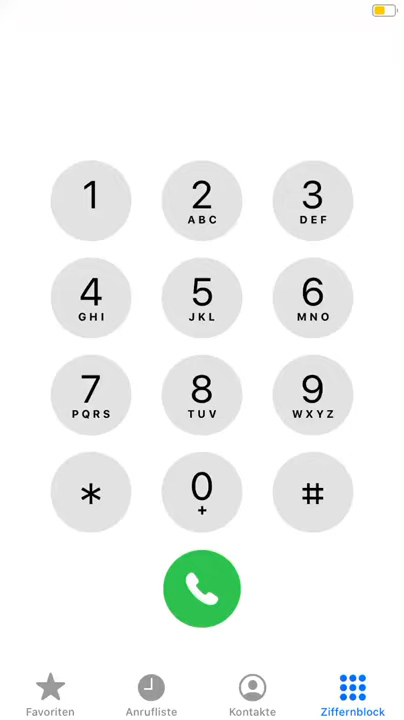 1 2 3
ABC DEF
4 5 6
GHI JKL MNO
7 8 9
PQRS TUV WXYZ
* 0 #
+
Favoriten Anrufliste Kontakte Ziffernblock